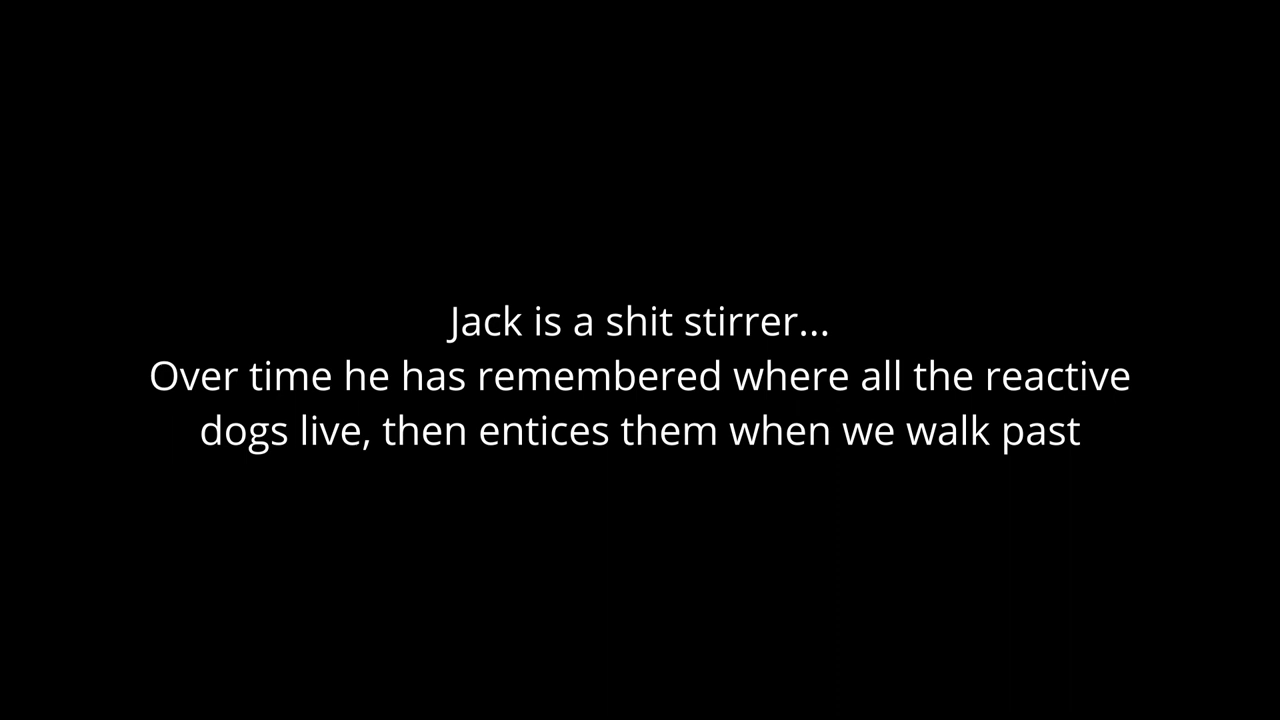 Jack is a shit stirrer...
Over time he has remembered where all the reactive
dogs live, then entices them when we walk past